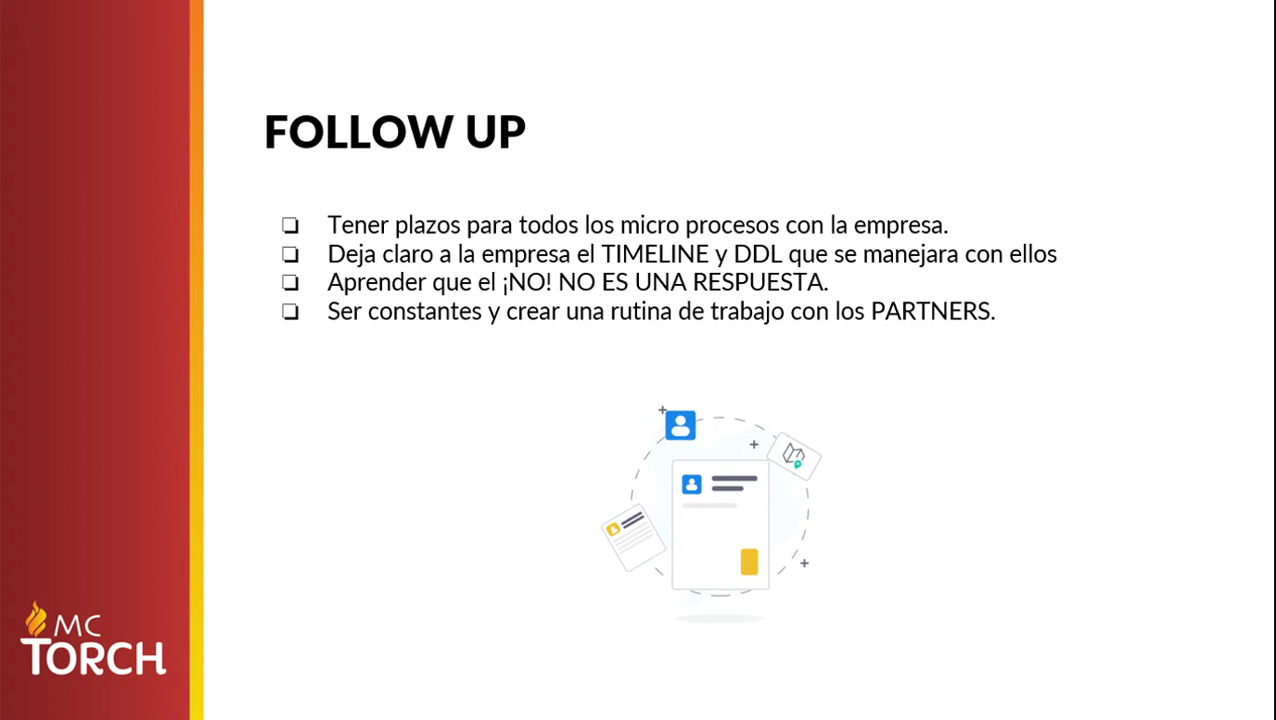 FOLLOW UP
Tener plazos para todos los micro procesos con la empresa.
Deja claro a la empresa el TIMELINE y DDL que se manejara con ellos
Aprender que el ¡NO! NO ES UNA RESPUESTA.
Ser constantes y crear una rutina de trabajo con los PARTNERS.
MC
TORCH